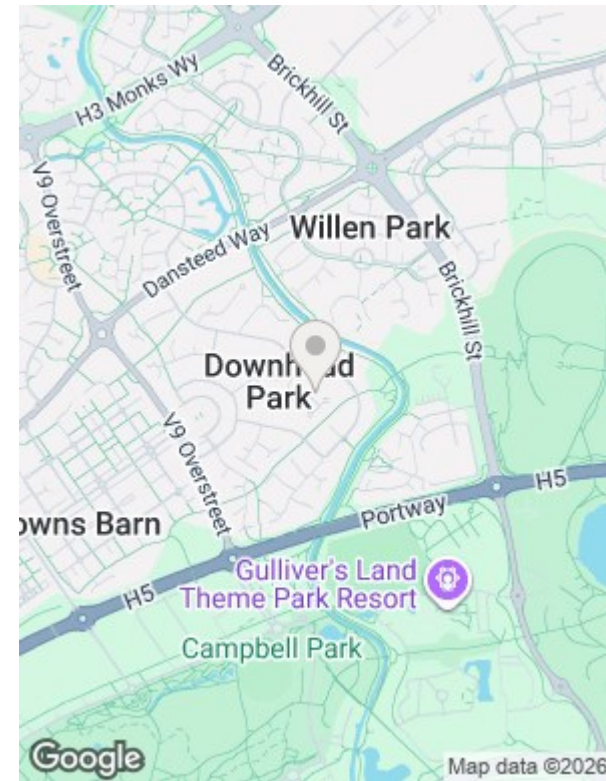 H3 Monks Wy
Brickhill St
V9 Overstreet
Willen Park
Dansteed Way
Brickhill St
Downhead
Park
V9 Overstreet
owns Barn
H5
Portway
Gulliver's Land
Theme Park Resort
H5
Campbell Park
Google
Map data ©2026